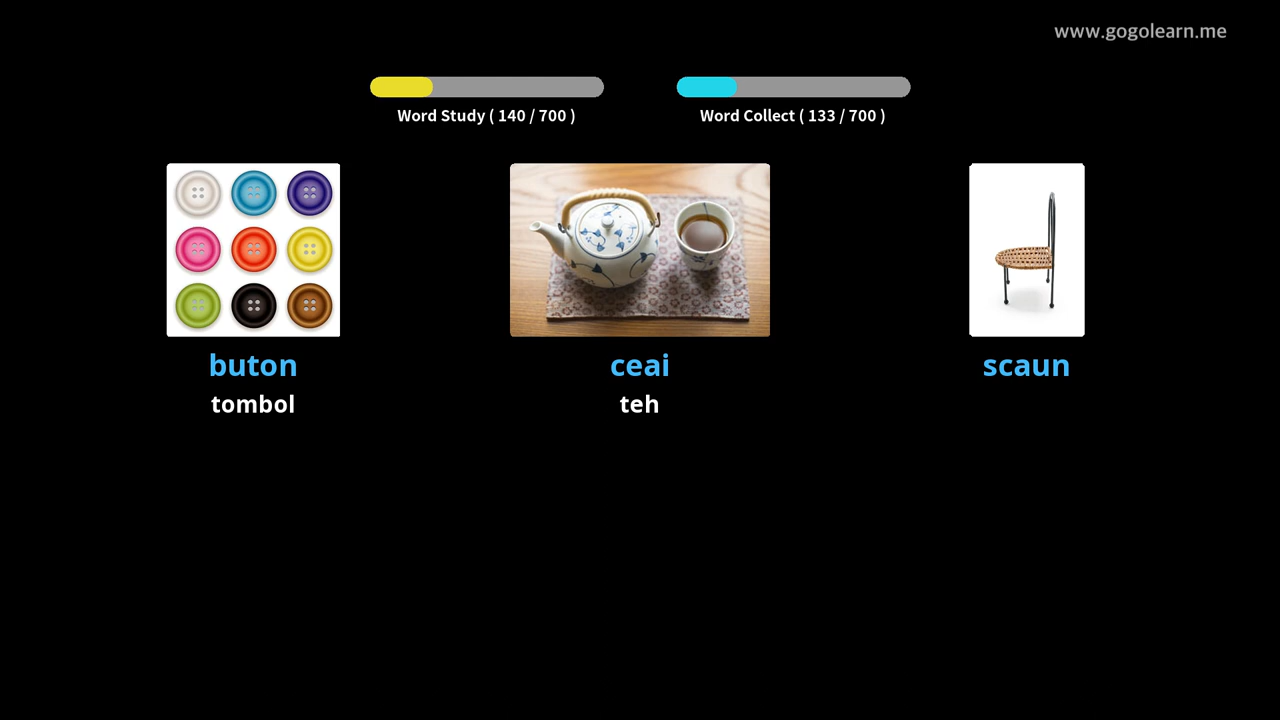 www.gogolearn.me
Word Study ( 140 / 700 )
Word Collect ( 133 / 700 )
buton
tombol
ceai
teh
scaun